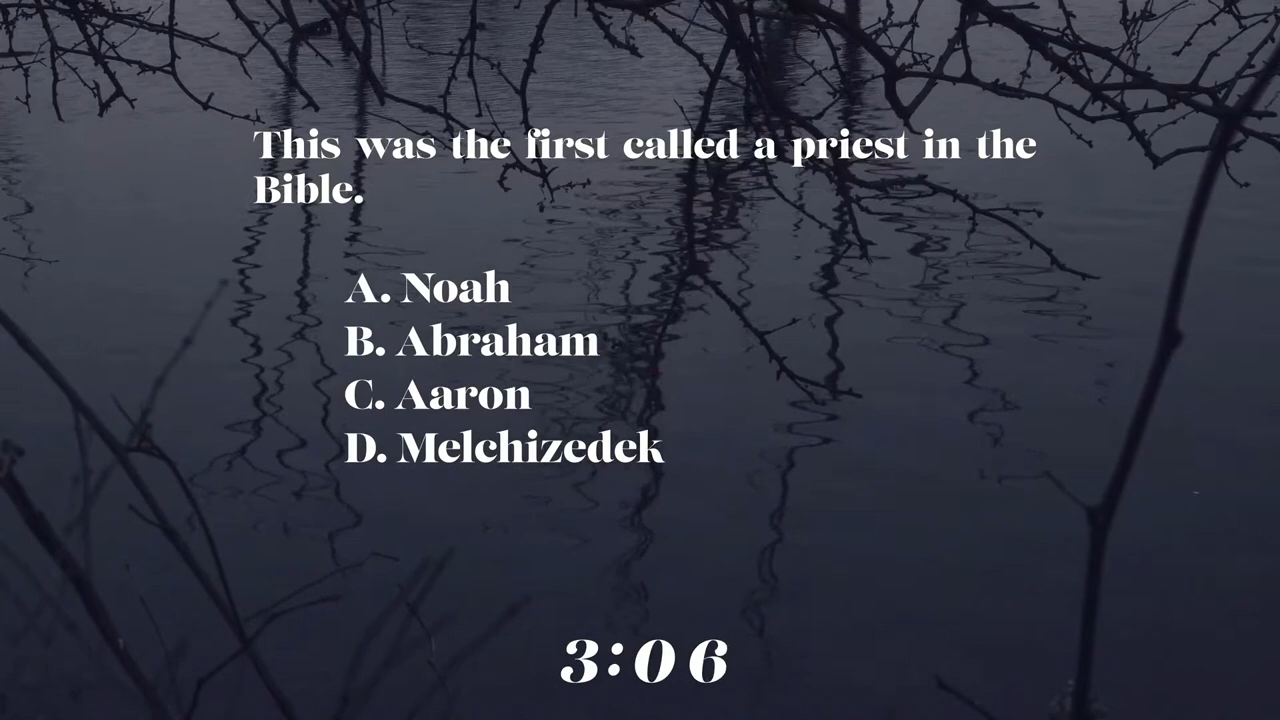 This was the first called a priest in the
Bible.
A. Noah
B. Abraham
C. Aaron
D. Melchizedek
3:06